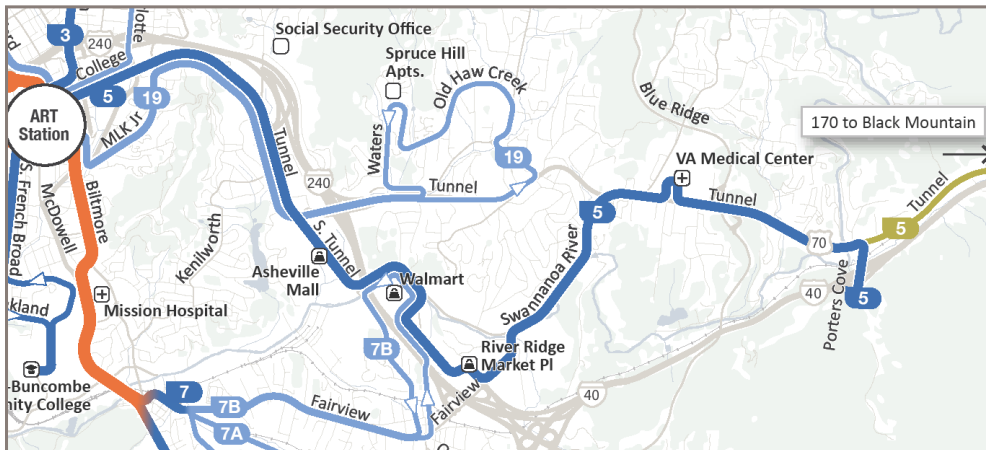 lotte
rd
3
240
College
Social Security Office
5
19
MLK Jr
Spruce Hill
Apts.
Old Haw Creek
Blue Ridge
170 to Black Mountain
ART
Station
Tunnel
Waters
19
VA Medical Center
240
Tunnel
Tunnel
Tunnel
S. French Broad
McDowell
Biltmore
Kenilworth
S. Tunnel
5
5
70
Swannanoa River
Asheville
Mall
Walmart
40
Porters Cove
5
Mission Hospital
ckland
7B
River Ridge
Market Pl
40
-Buncombe
nity College
7
7B
7A
Fairview
Fairview